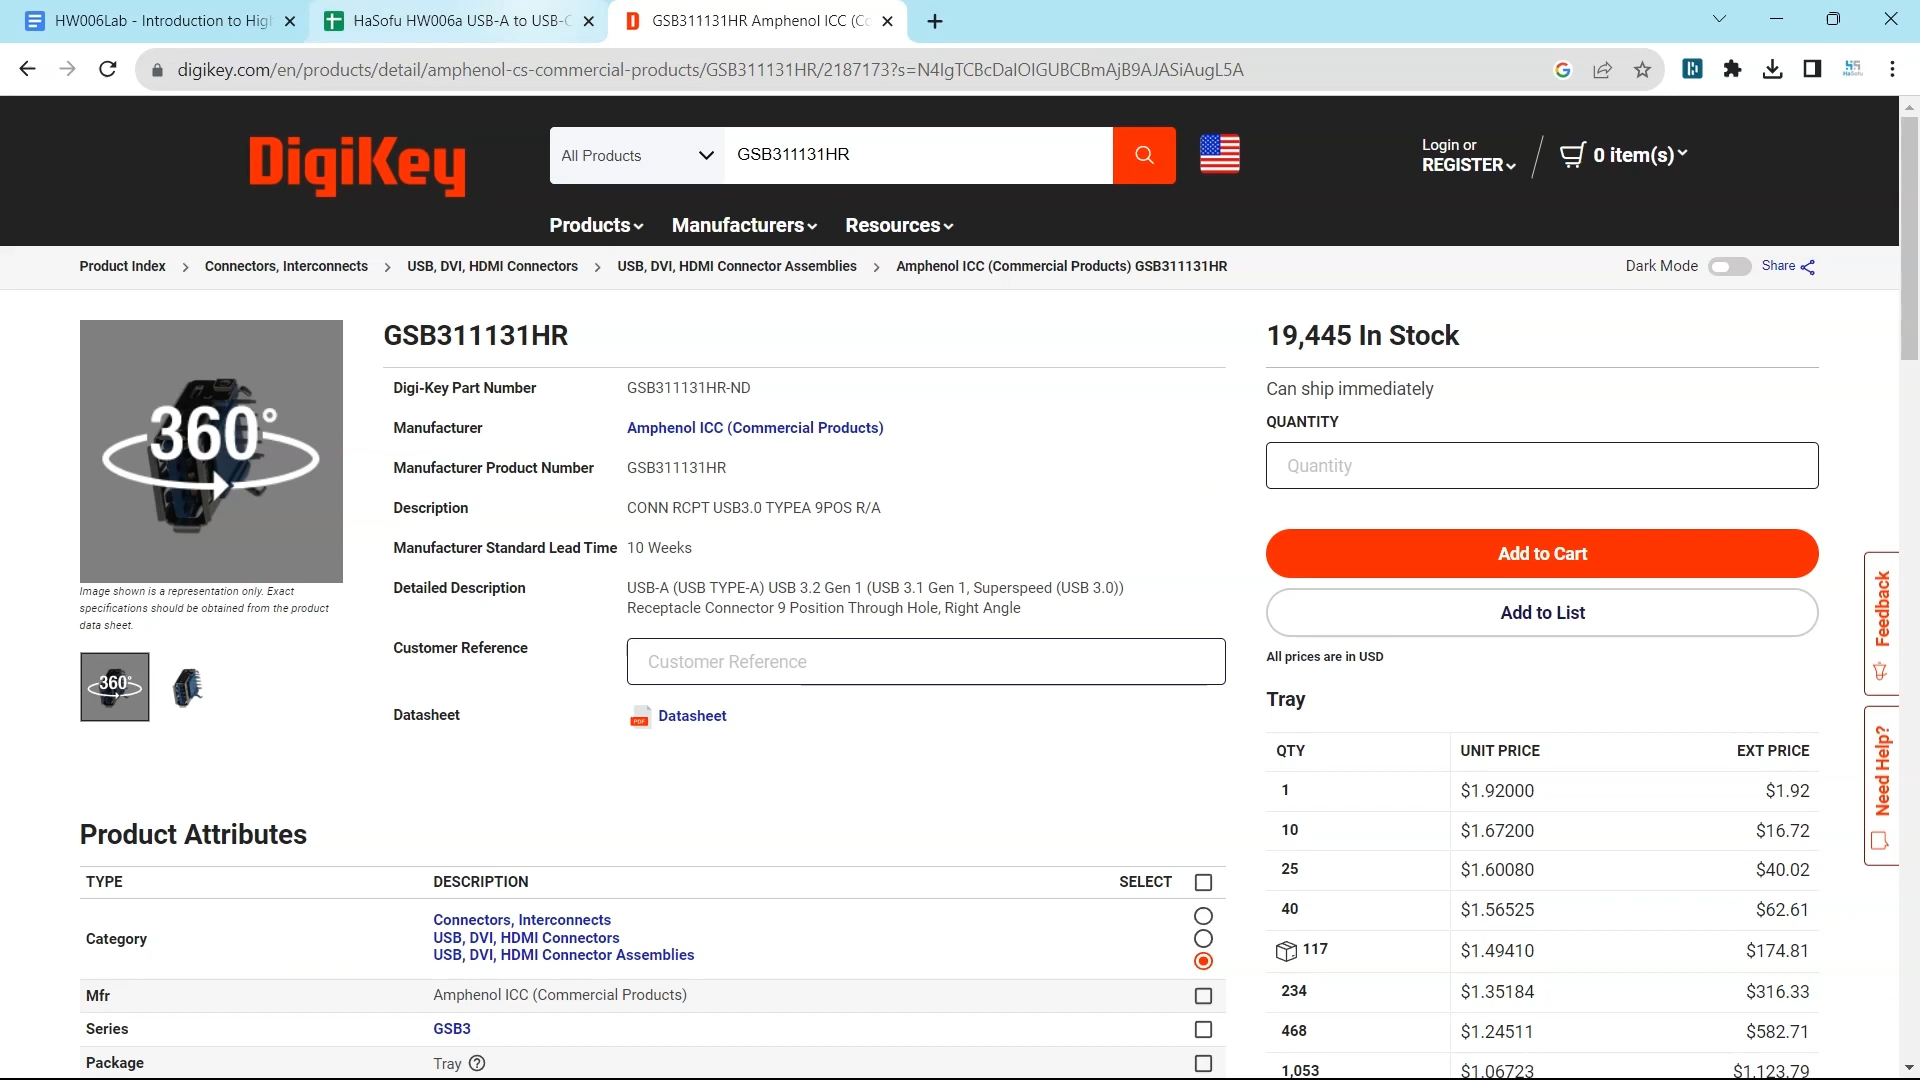 HW006Lab - Introduction to High
HaSofu HW006a USB-A to USB-C
GSB311131HR Amphenol ICC (Co
digikey.com/en/products/detail/amphenol-cs-commercial-products/GSB311131HR/2187173?s=N4IgTCBcDaIOIGUBCBmAjB9AJASiAugL5A
DigiKey
All Products
GSB311131HR
Login or
REGISTER
0 item(s)
Products
Manufacturers
Resources
Product Index > Connectors, Interconnects > USB, DVI, HDMI Connectors > USB, DVI, HDMI Connector Assemblies > Amphenol ICC (Commercial Products) GSB311131HR
Dark Mode
Share
360°
Image shown is a representation only. Exact
specifications should be obtained from the product
data sheet.
360°
GSB311131HR
Digi-Key Part Number GSB311131HR-ND
Manufacturer Amphenol ICC (Commercial Products)
Manufacturer Product Number GSB311131HR
Description CONN RCPT USB3.0 TYPEA 9POS R/A
Manufacturer Standard Lead Time 10 Weeks
Detailed Description USB-A (USB TYPE-A) USB 3.2 Gen 1 (USB 3.1 Gen 1, Superspeed (USB 3.0))
Receptacle Connector 9 Position Through Hole, Right Angle
Customer Reference Customer Reference
Datasheet PDF Datasheet
19,445 In Stock
Can ship immediately
QUANTITY
Quantity
Add to Cart
Add to List
All prices are in USD
Tray
QTY UNIT PRICE EXT PRICE
1 $1.92000 $1.92
10 $1.67200 $16.72
25 $1.60080 $40.02
40 $1.56525 $62.61
117 $1.49410 $174.81
234 $1.35184 $316.33
468 $1.24511 $582.71
1,053 $1.06723 $1,123.79
Feedback
Need Help?
Product Attributes
TYPE DESCRIPTION SELECT
Category
Connectors, Interconnects
USB, DVI, HDMI Connectors
USB, DVI, HDMI Connector Assemblies
Mfr Amphenol ICC (Commercial Products)
Series GSB3
Package Tray ?